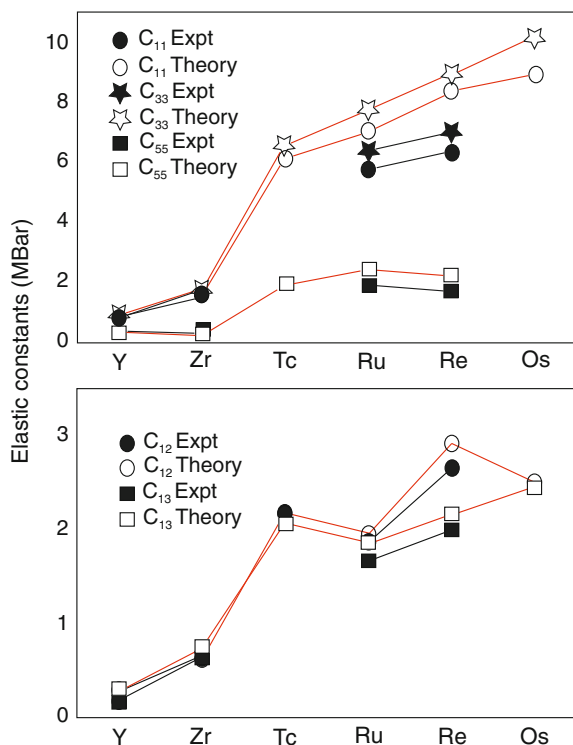 Elastic constants (MBar)
10
8
6
4
2
0
C11 Expt
C11 Theory
C33 Expt
C33 Theory
C55 Expt
C55 Theory
Y Zr Tc Ru Re Os
3
2
1
0
C12 Expt
C12 Theory
C13 Expt
C13 Theory
Y Zr Tc Ru Re Os